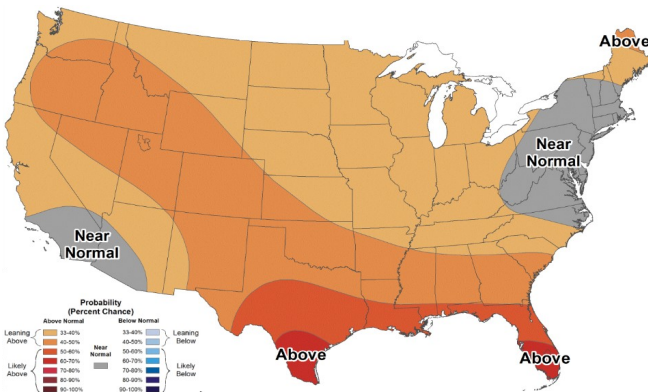 Above
Near
Normal
Near
Normal
Above
Above
Probability
(Percent Chance)
Above Normal Below Normal
Leaning
Above
33-40%
40-50%
Near
Normal
33-40%
40-50%
Leaning
Below
Likely
Above
50-60%
60-70%
70-80%
80-90%
90-100%
50-60%
60-70%
70-80%
80-90%
90-100%
Likely
Below